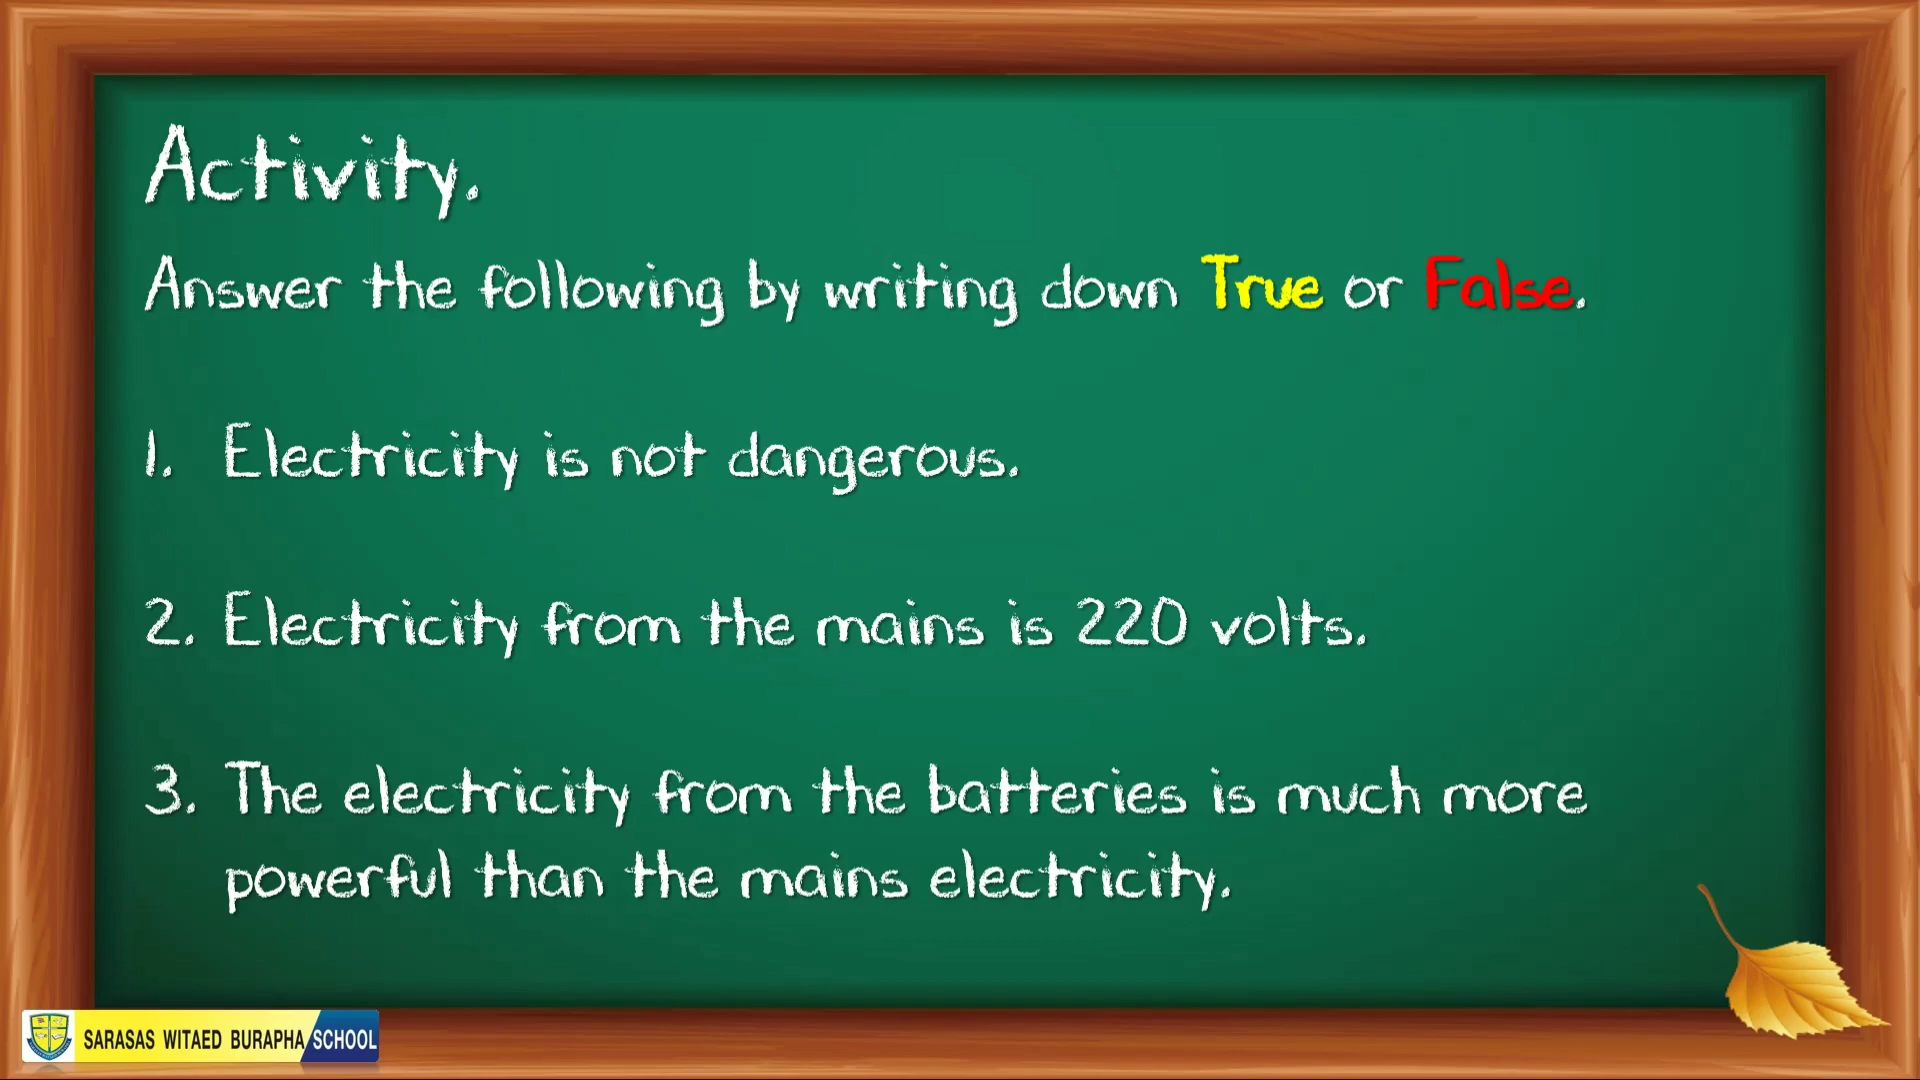 Activity.
Answer the following by writing down True or False.
1. Electricity is not dangerous.
2. Electricity from the mains is 220 volts.
3. The electricity from the batteries is much more
powerful than the mains electricity.
SARASAS WITAED BURAPHA SCHOOL